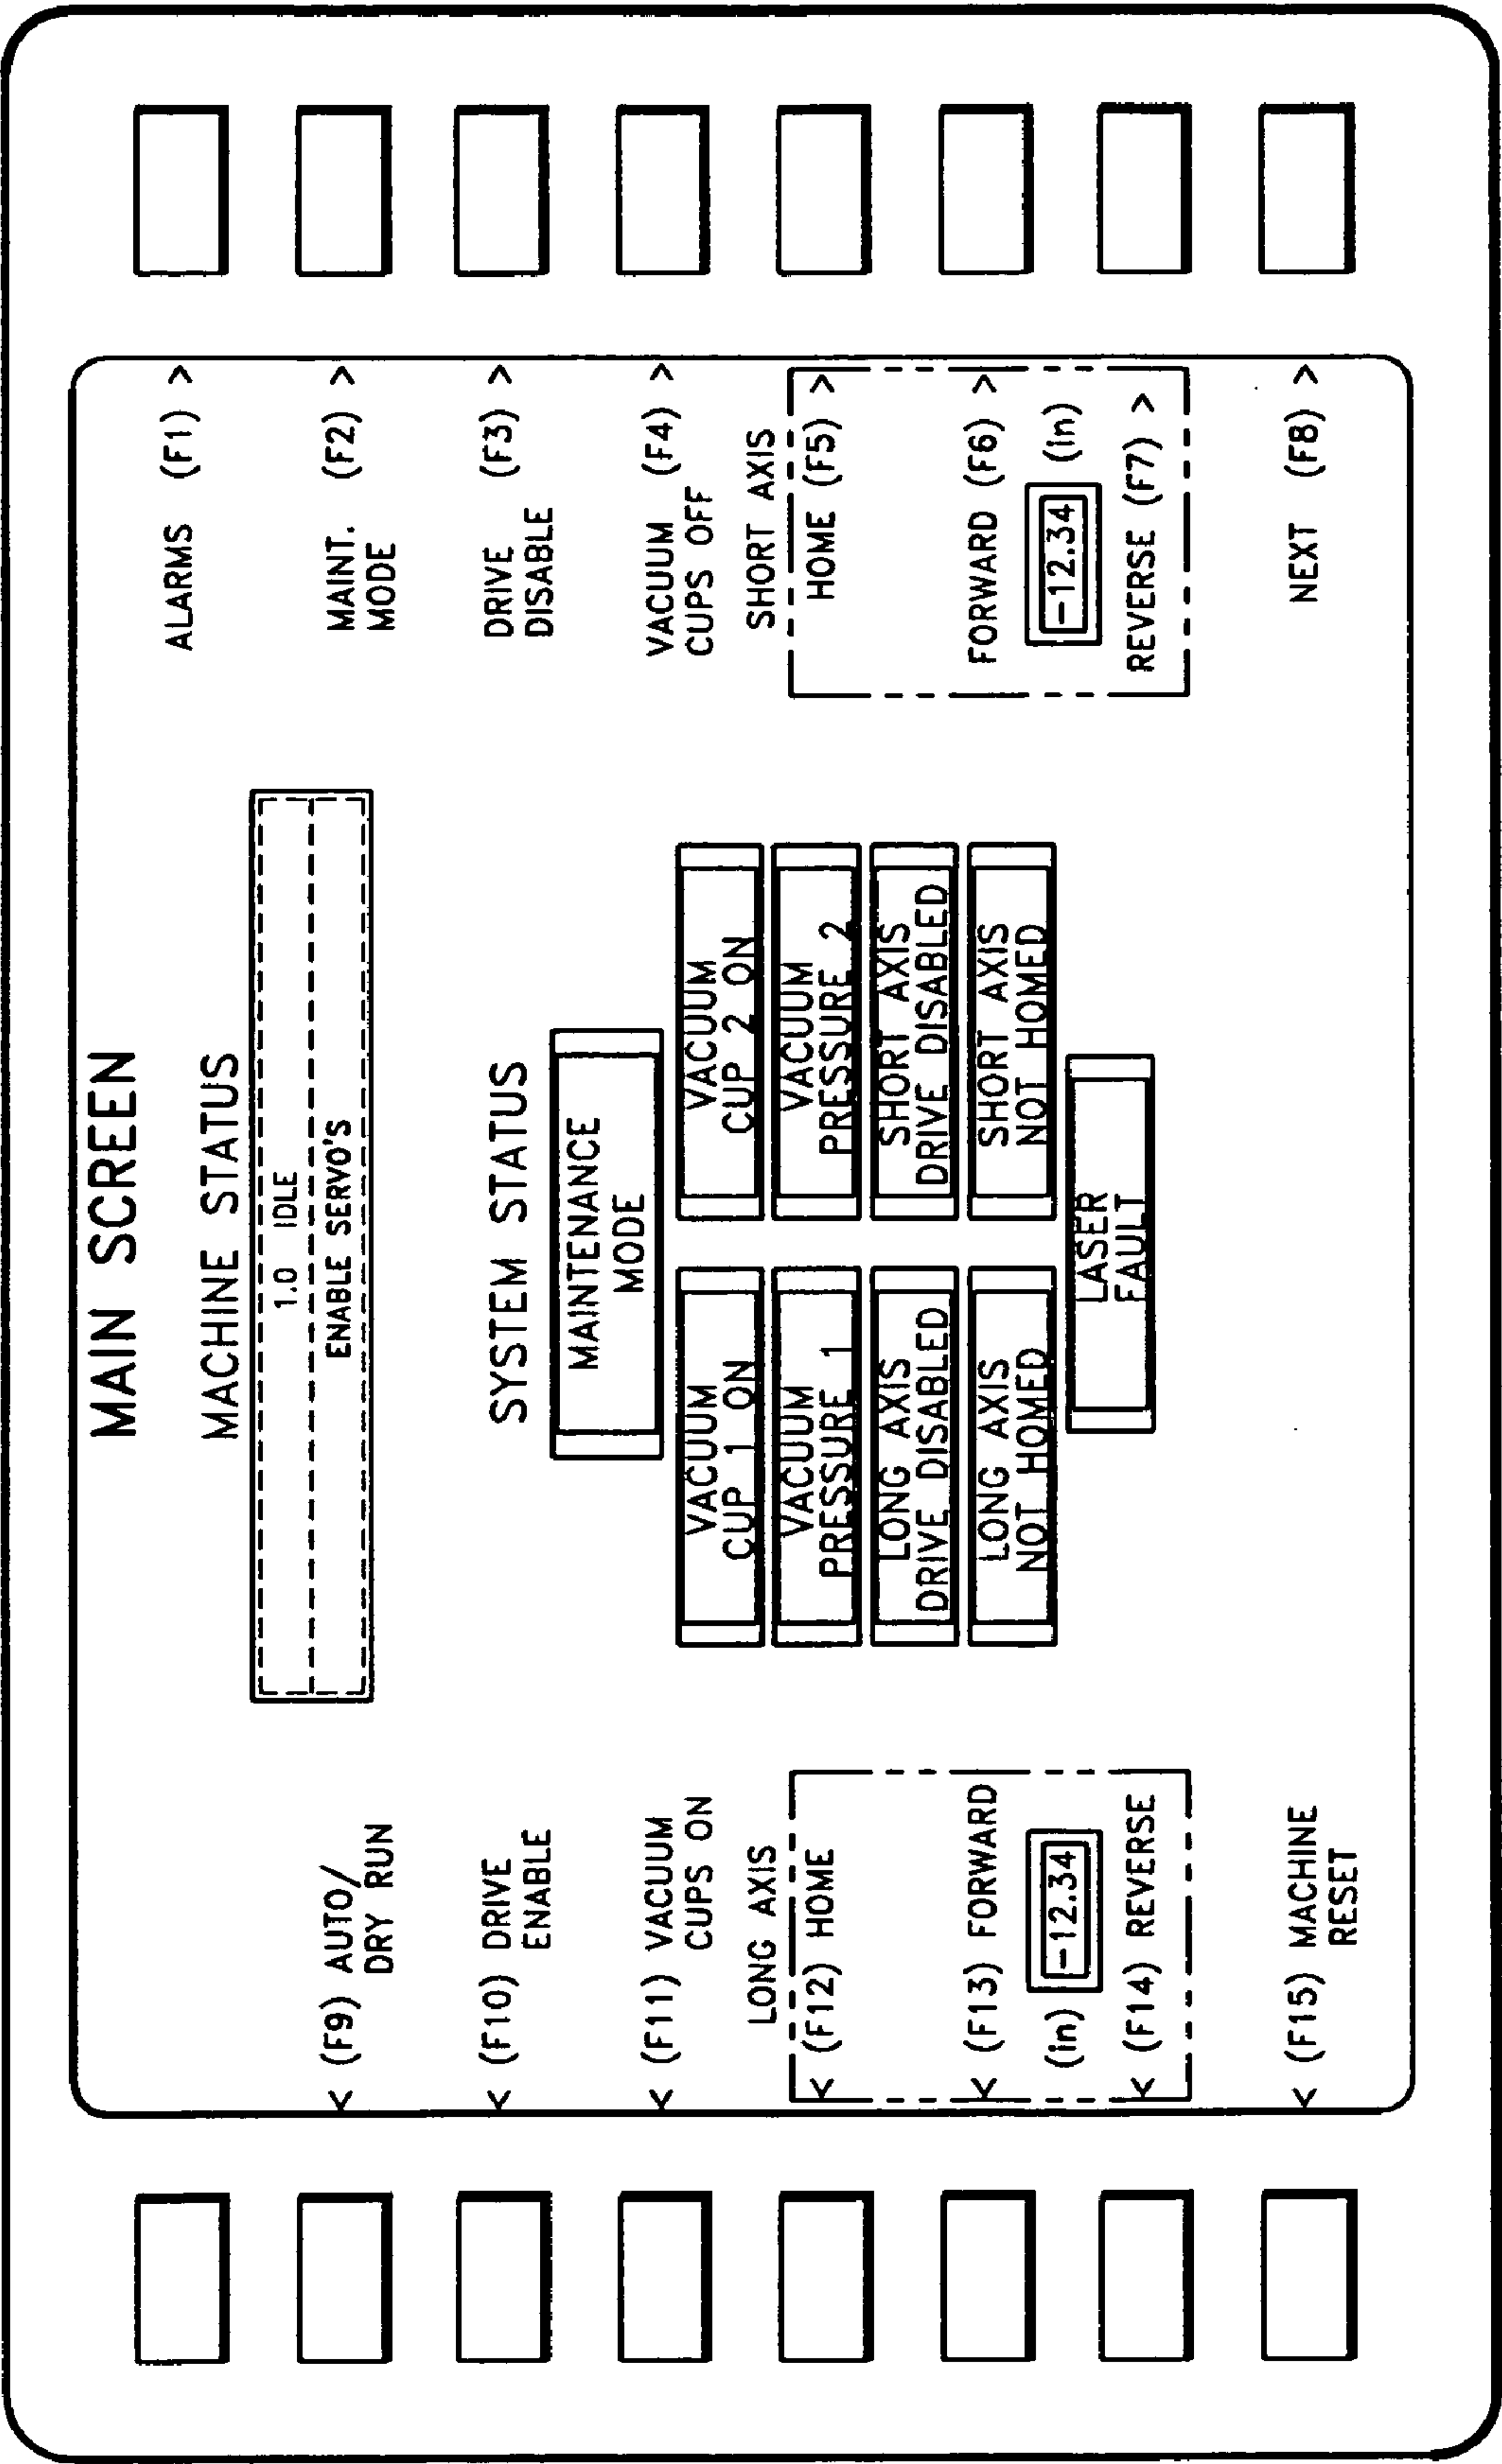 MAIN SCREEN
MACHINE STATUS
1.0 IDLE
ENABLE SERVO'S
SYSTEM STATUS
MAINTENANCE
MODE
VACUUM
CUP 1 ON
VACUUM
CUP 2 ON
VACUUM
PRESSURE 1
VACUUM
PRESSURE 2
LONG AXIS
DRIVE DISABLED
SHORT AXIS
DRIVE DISABLED
LONG AXIS
NOT HOMED
SHORT AXIS
NOT HOMED
LASER
FAULT
< (F9) AUTO/
DRY RUN
< (F10) DRIVE
ENABLE
< (F11) VACUUM
CUPS ON
LONG AXIS
< (F12) HOME
< (F13) FORWARD
(in) -12.34
< (F14) REVERSE
< (F15) MACHINE
RESET
ALARMS (F1) >
MAINT. (F2) >
MODE
DRIVE (F3) >
DISABLE
VACUUM (F4) >
CUPS OFF
SHORT AXIS
HOME (F5) >
FORWARD (F6) >
-12.34 (in)
REVERSE (F7) >
NEXT (F8) >